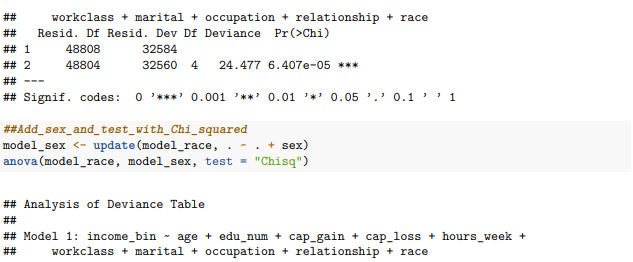 ##     workclass + marital + occupation + relationship + race
##   Resid. Df Resid. Dev Df Deviance  Pr(>Chi)
## 1     48808      32584
## 2     48804      32560  4   24.477 6.407e-05 ***
## ---
## Signif. codes:  0 '***' 0.001 '**' 0.01 '*' 0.05 '.' 0.1 ' ' 1
##Add_sex_and_test_with_Chi_squared
model_sex <- update(model_race, . ~ . + sex)
anova(model_race, model_sex, test = "Chisq")
## Analysis of Deviance Table
##
## Model 1: income_bin ~ age + edu_num + cap_gain + cap_loss + hours_week +
##     workclass + marital + occupation + relationship + race